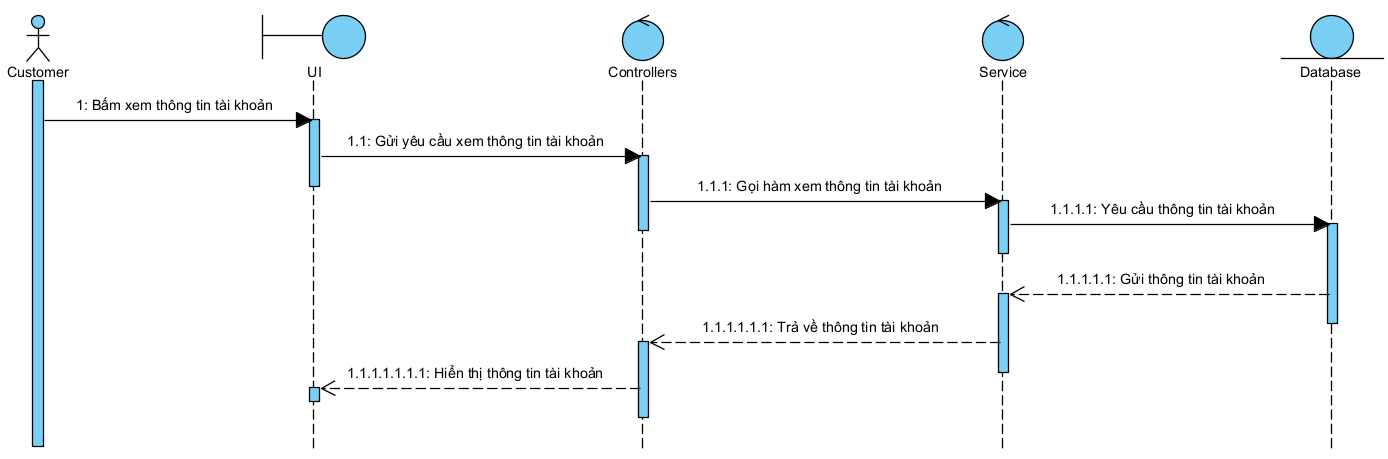 Customer
UI
Controllers
Service
Database
1: Bấm xem thông tin tài khoản
1.1: Gửi yêu cầu xem thông tin tài khoản
1.1.1: Gọi hàm xem thông tin tài khoản
1.1.1.1: Yêu cầu thông tin tài khoản
1.1.1.1.1: Gửi thông tin tài khoản
1.1.1.1.1.1: Trả về thông tin tài khoản
1.1.1.1.1.1.1: Hiển thị thông tin tài khoản